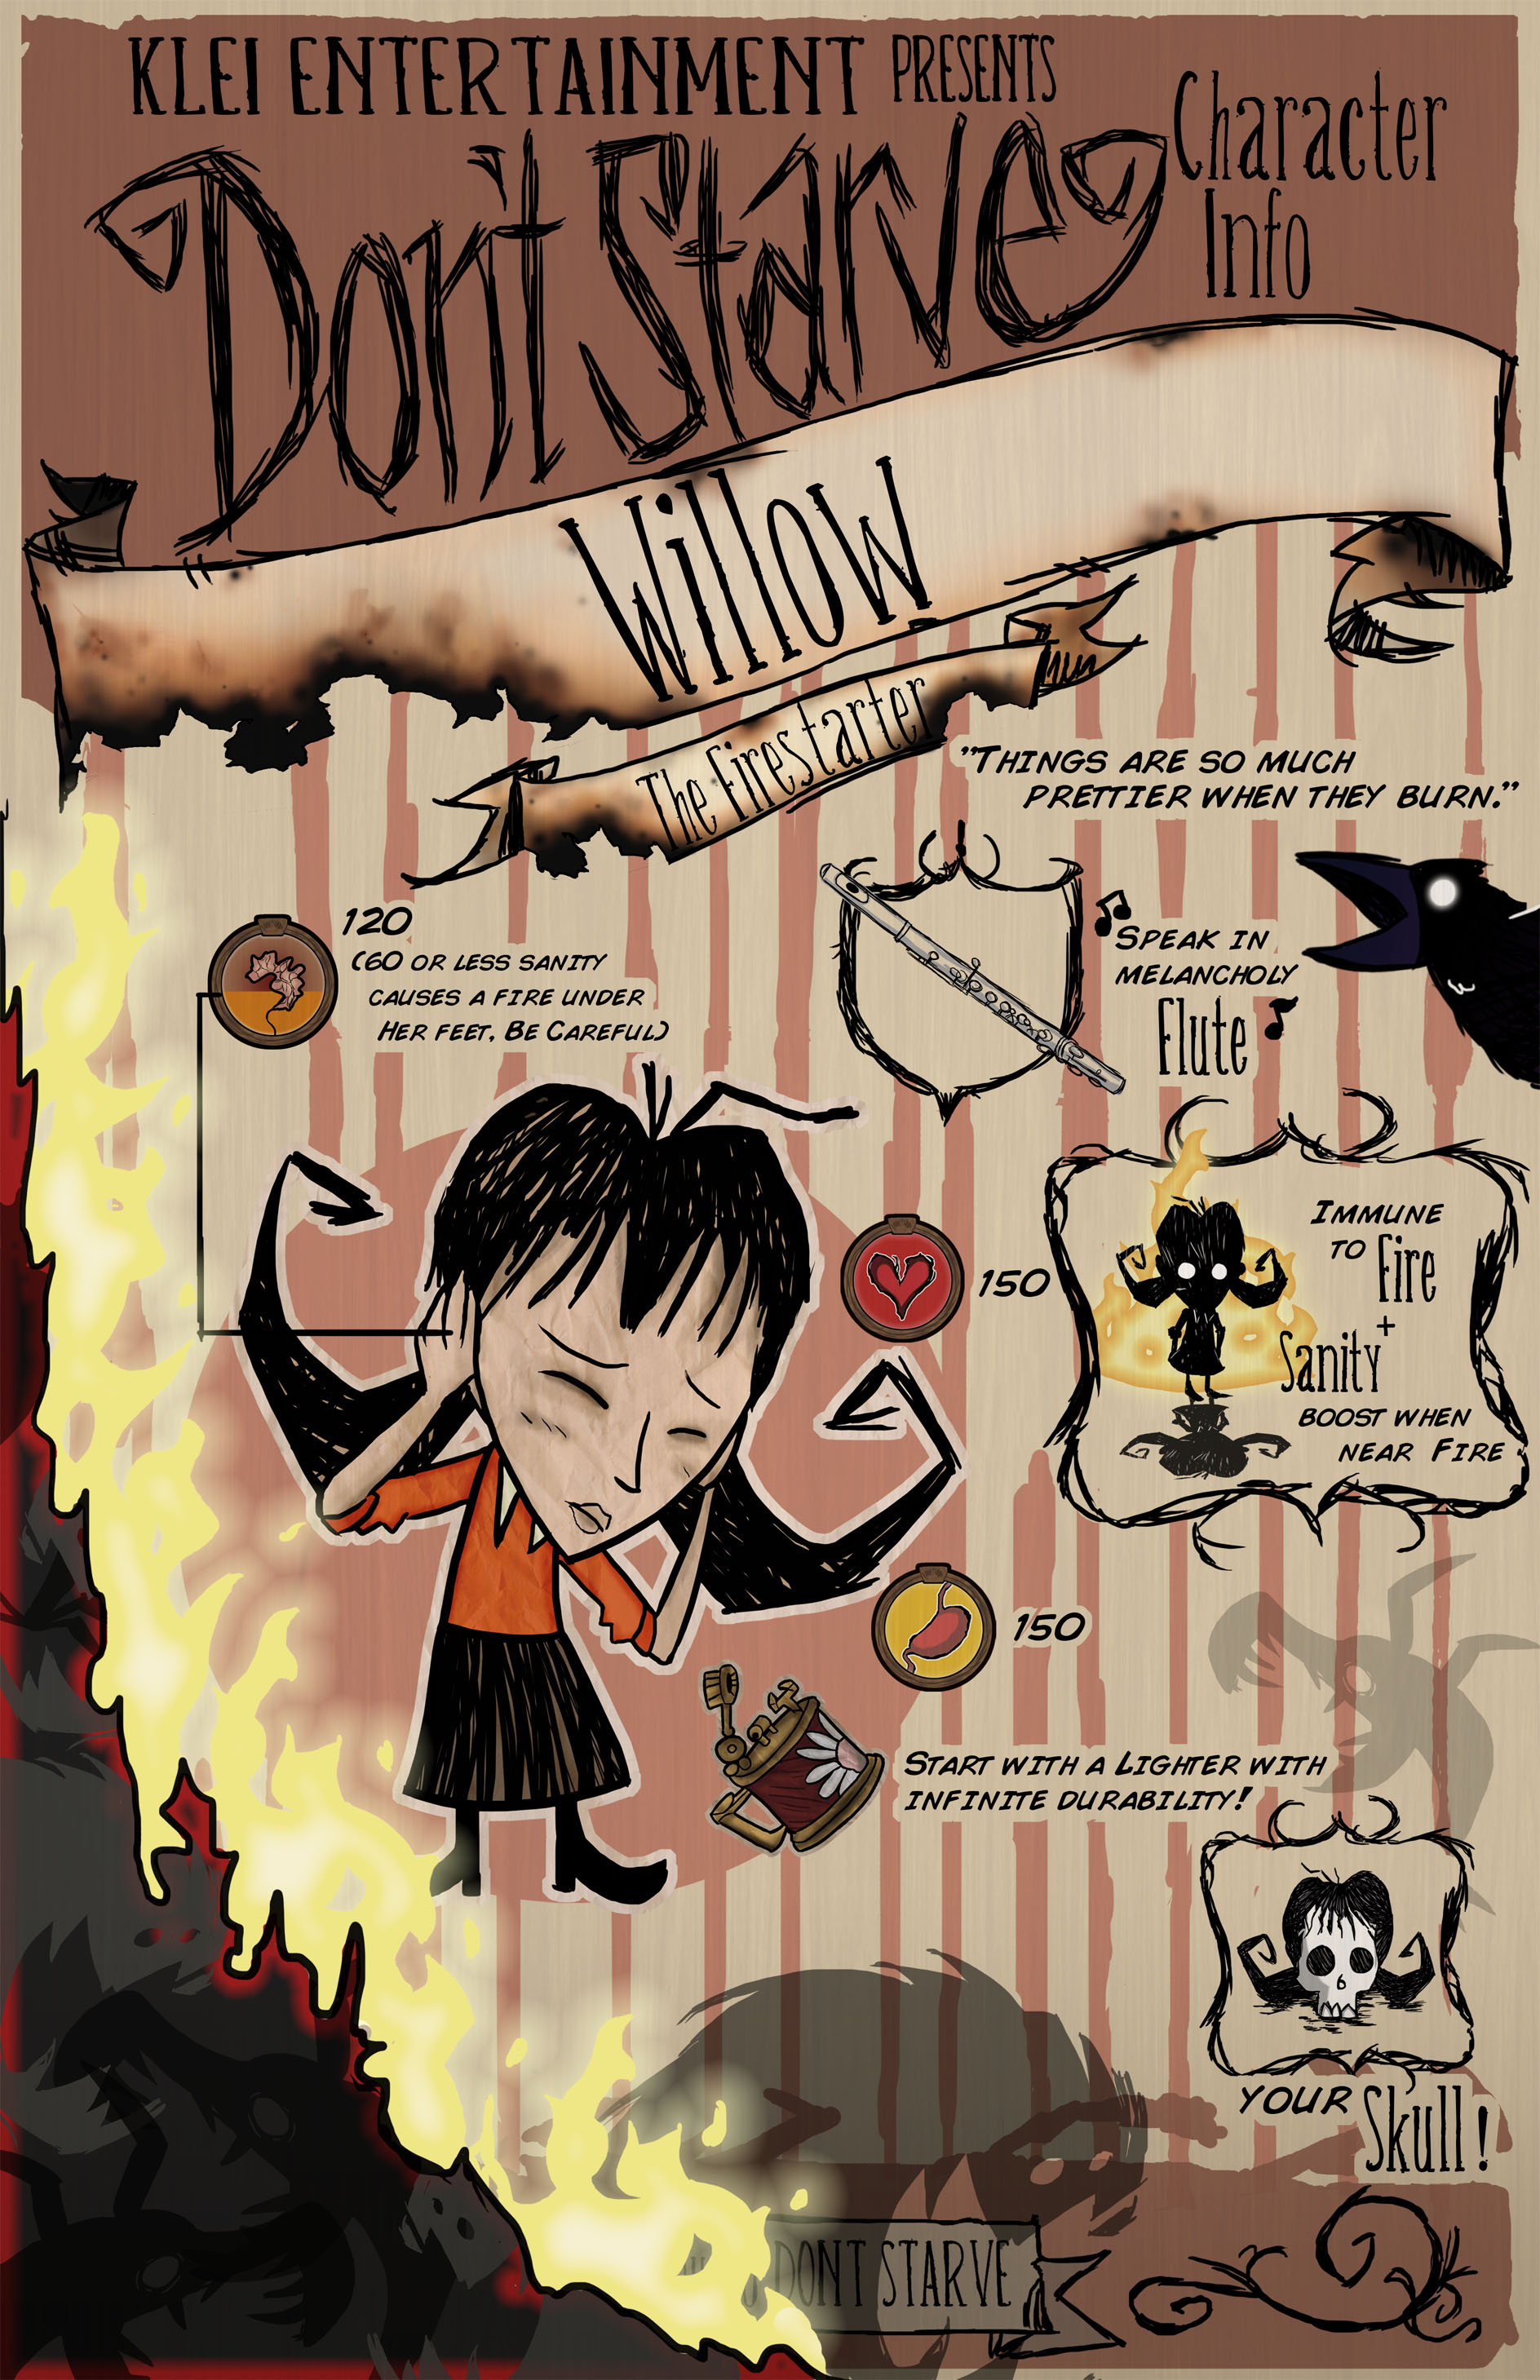 KLEI ENTERTAINMENT PRESENTS
Don't Starve
Character
Info
Willow
The Firestarter
"THINGS ARE SO MUCH
PRETTIER WHEN THEY BURN."
120
(60 OR LESS SANITY
CAUSES A FIRE UNDER
HER FEET. BE CAREFUL)
SPEAK IN
MELANCHOLY
Flute
150
IMMUNE
TO Fire
+
Sanity
BOOST WHEN
NEAR FIRE
150
START WITH A LIGHTER WITH
INFINITE DURABILITY!
YOUR Skull!
DONT STARVE